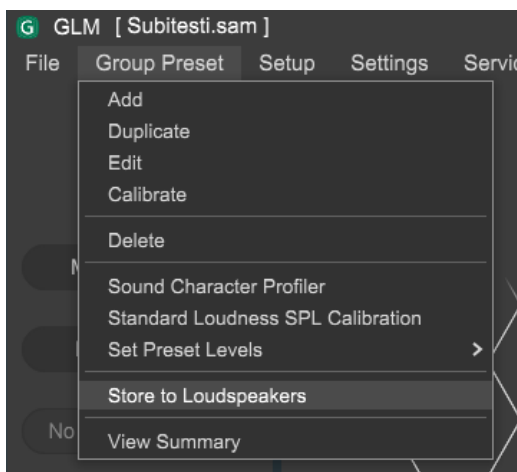 G GLM [ Subitesti.sam ]
File Group Preset Setup Settings
Add
Duplicate
Edit
Calibrate
Delete
Sound Character Profiler
Standard Loudness SPL Calibration
Set Preset Levels >
Store to Loudspeakers
No
View Summary